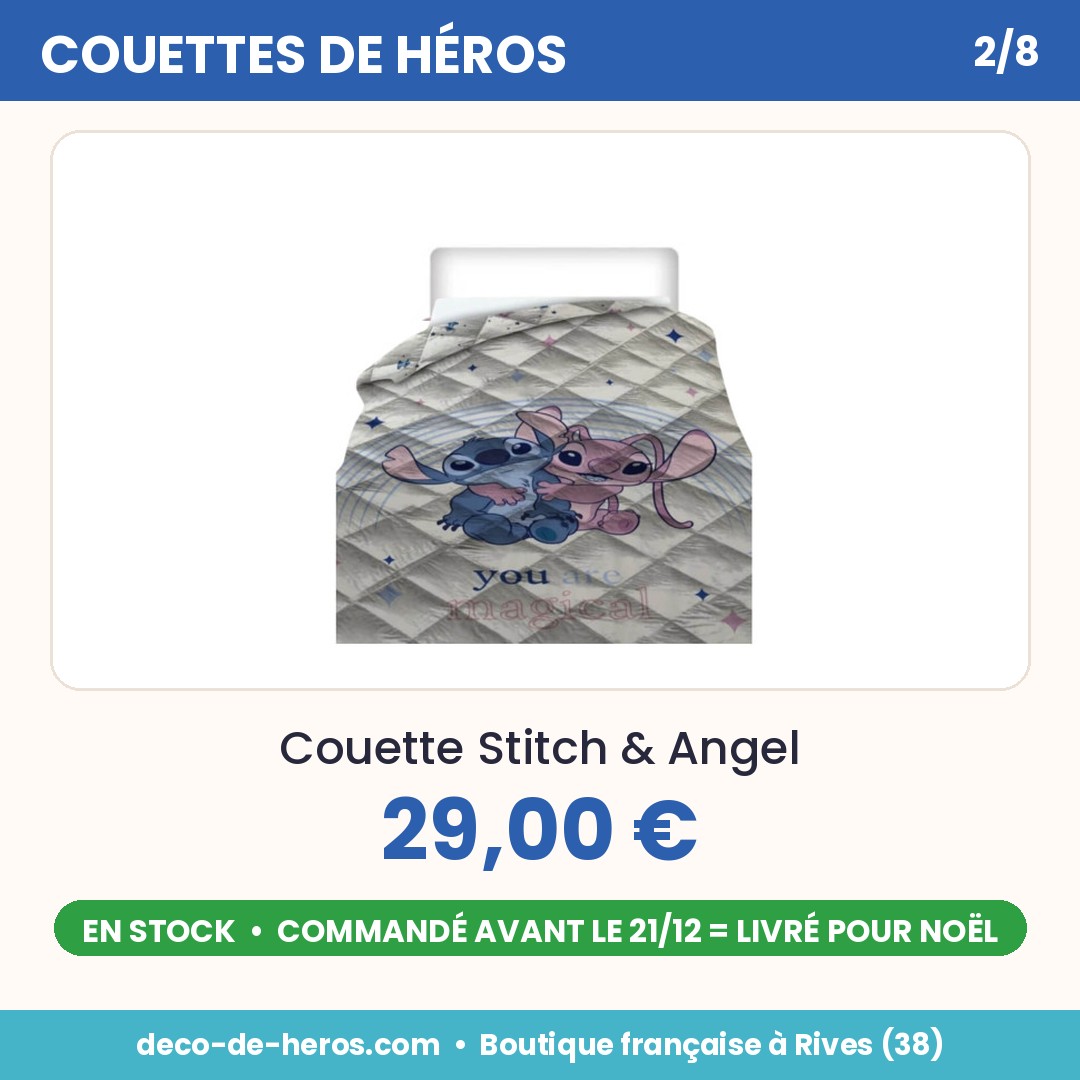 COUETTES DE HÉROS
2/8
you are
magical
Couette Stitch & Angel
29,00 €
EN STOCK • COMMANDÉ AVANT LE 21/12 = LIVRÉ POUR NOËL
deco-de-heros.com • Boutique française à Rives (38)